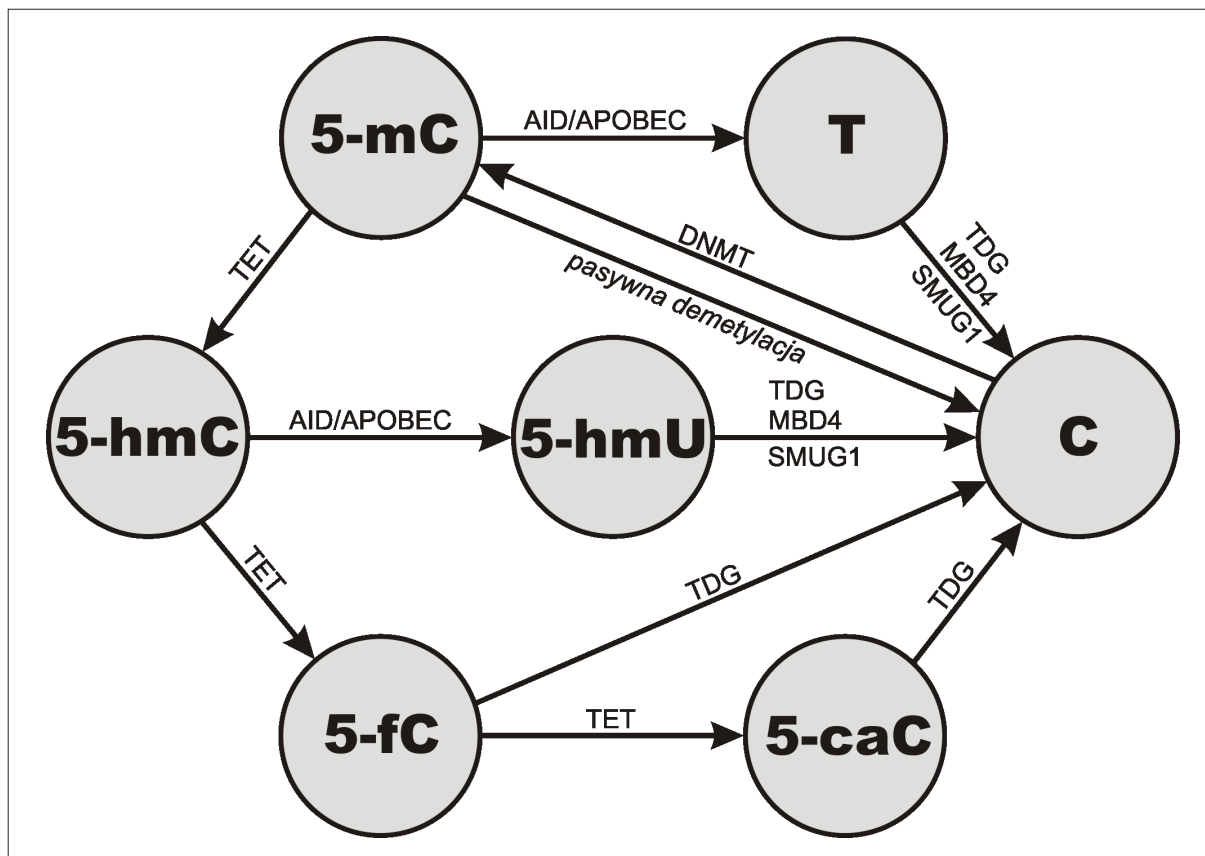 5-mC
AID/APOBEC
T
TET
DNMT
pasywna demetylacja
TDG
MBD4
SMUG1
5-hmC
AID/APOBEC
5-hmU
TDG
MBD4
SMUG1
C
TET
TDG
TDG
5-fC
TET
5-caC